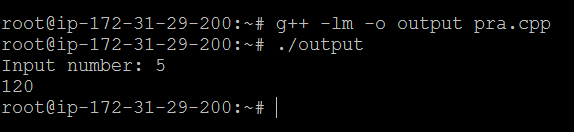 root@ip-172-31-29-200:~# g++ -lm -o output pra.cpp
root@ip-172-31-29-200:~# ./output
Input number: 5
120
root@ip-172-31-29-200:~#